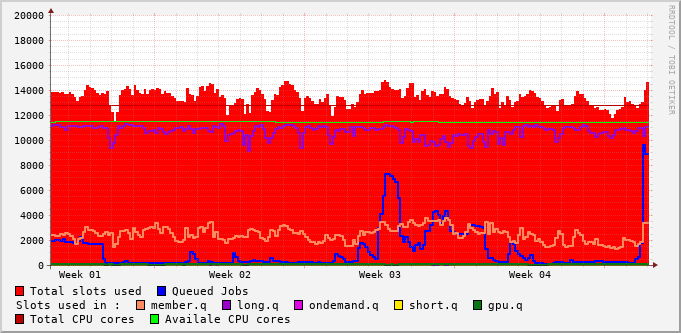 20000
18000
16000
14000
12000
10000
8000
6000
4000
2000
0
Week 01 Week 02 Week 03 Week 04
RRDTOOL / TOBI OETIKER
Total slots used Queued Jobs
Slots used in : member.q long.q ondemand.q short.q gpu.q
Total CPU cores Availale CPU cores